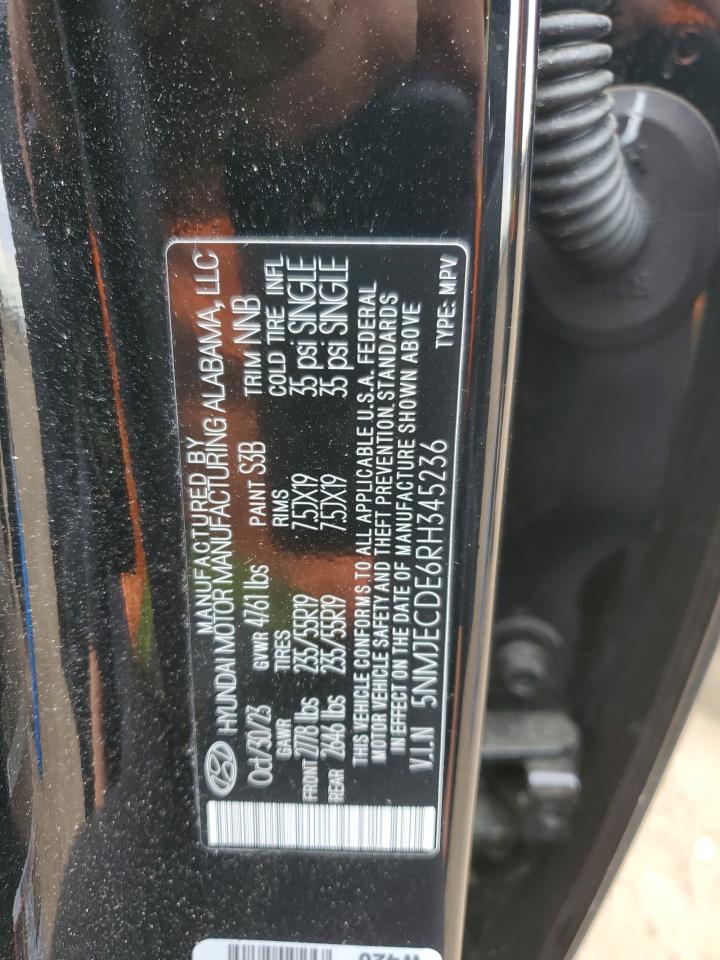 MANUFACTURED BY
HYUNDAI MOTOR MANUFACTURING ALABAMA, LLC
Oct/30/23 GVWR 4761 lbs PAINT S3B TRIM NNB
GAWR TIRES RIMS COLD TIRE INFL
FRONT 2778 lbs 235/55R19 7.5JX19 35 psi SINGLE
REAR 2646 lbs 235/55R19 7.5JX19 35 psi SINGLE
THIS VEHICLE CONFORMS TO ALL APPLICABLE U.S.A. FEDERAL
MOTOR VEHICLE SAFETY AND THEFT PREVENTION STANDARDS
IN EFFECT ON THE DATE OF MANUFACTURE SHOWN ABOVE
V.I.N 5NMJECDE6RH345236 TYPE: MPV
W420